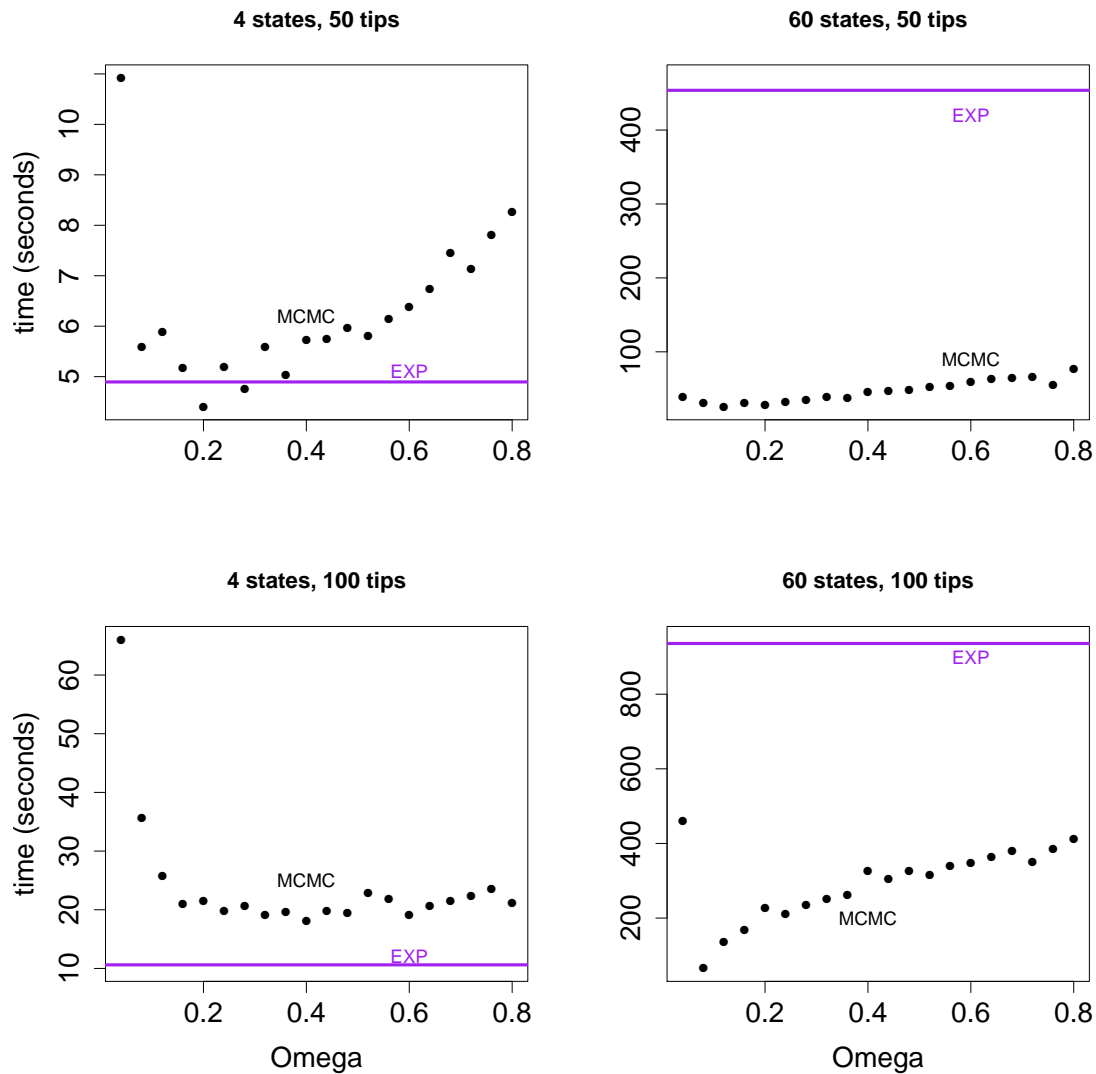 4 states, 50 tips
time (seconds)
5 6 7 8 9 10
0.2 0.4 0.6 0.8
MCMC
EXP
60 states, 50 tips
100 200 300 400
0.2 0.4 0.6 0.8
EXP
MCMC
4 states, 100 tips
time (seconds)
10 20 30 40 50 60
0.2 0.4 0.6 0.8
Omega
MCMC
EXP
60 states, 100 tips
200 400 600 800
0.2 0.4 0.6 0.8
Omega
EXP
MCMC